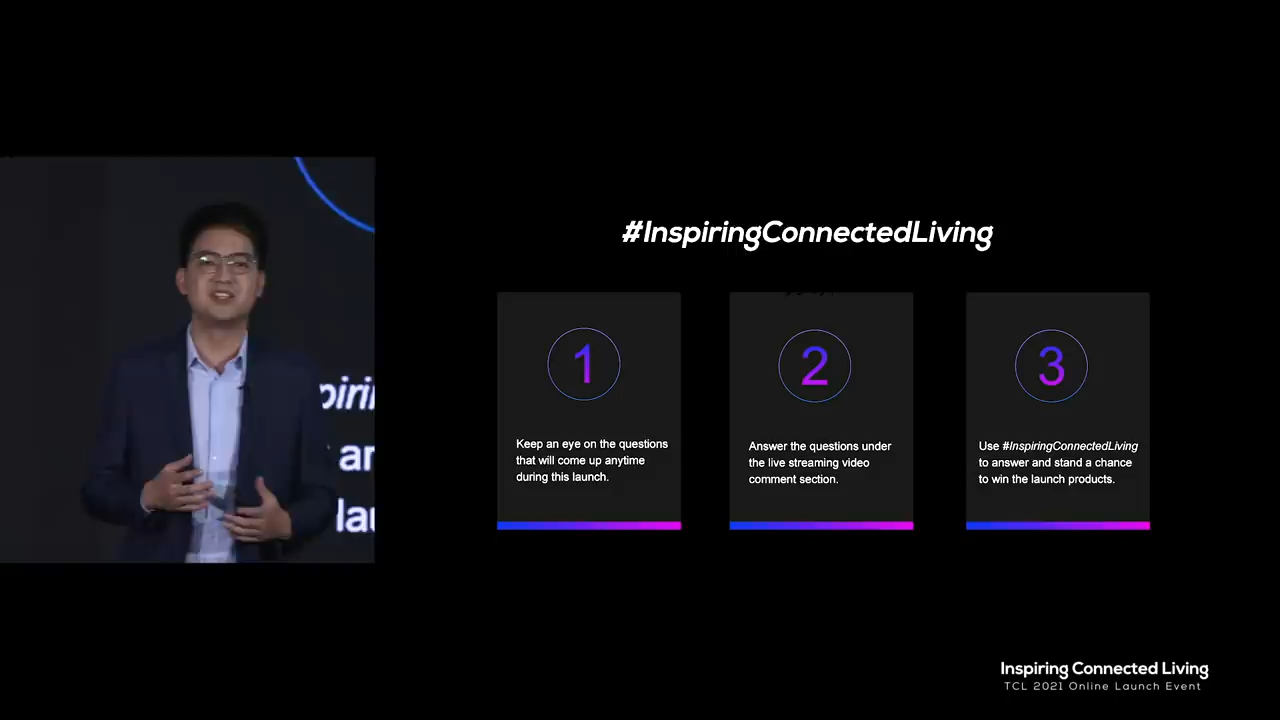 #InspiringConnectedLiving
1
Keep an eye on the questions
that will come up anytime
during this launch.
2
Answer the questions under
the live streaming video
comment section.
3
Use #InspiringConnectedLiving
to answer and stand a chance
to win the launch products.
Inspiring Connected Living
TCL 2021 Online Launch Event